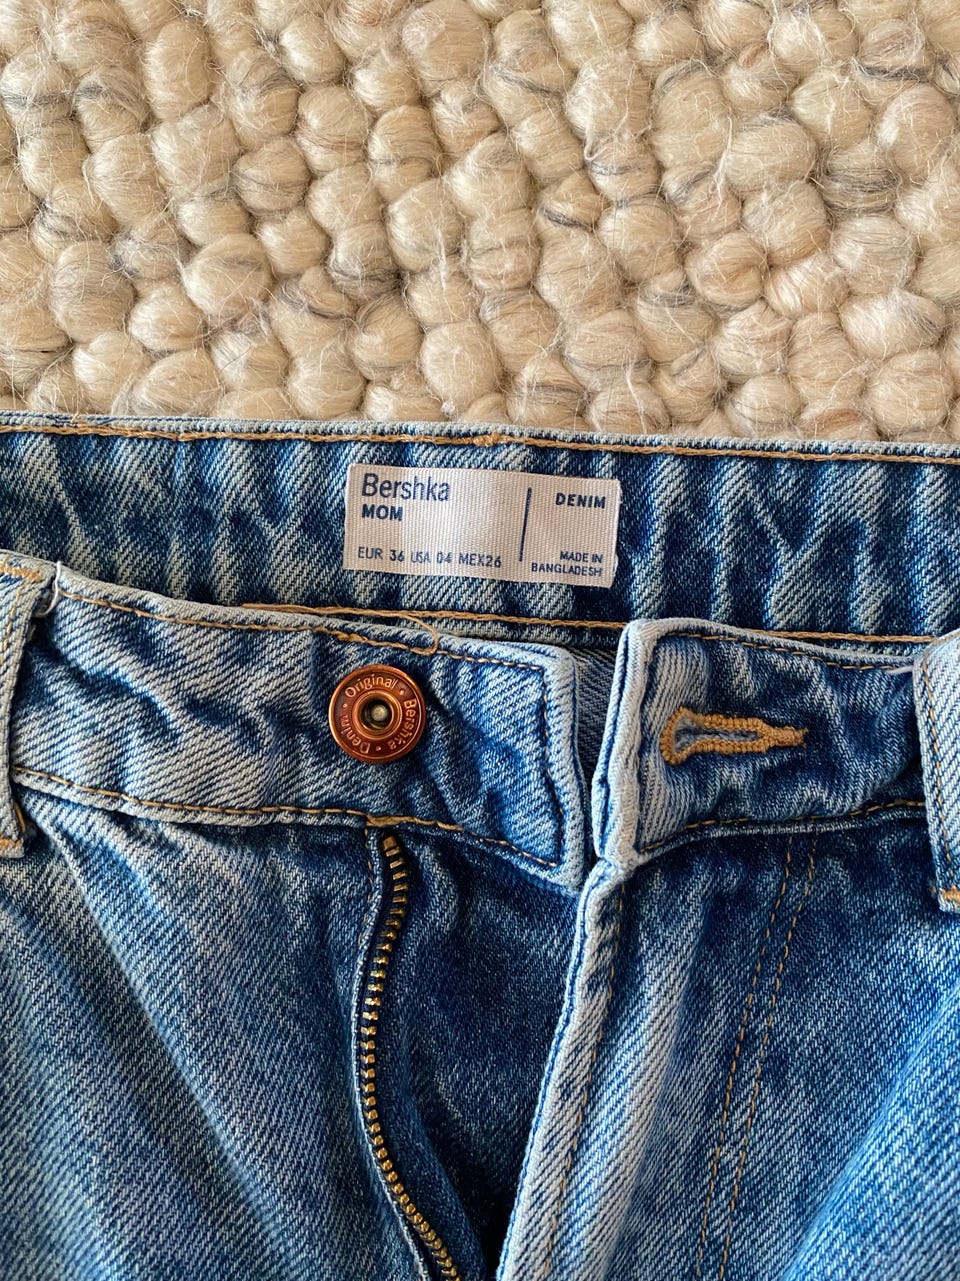 Bershka
MOM
EUR 36 USA 04 MEX26
DENIM
MADE IN
BANGLADESH
Original • Bershka • Denim •